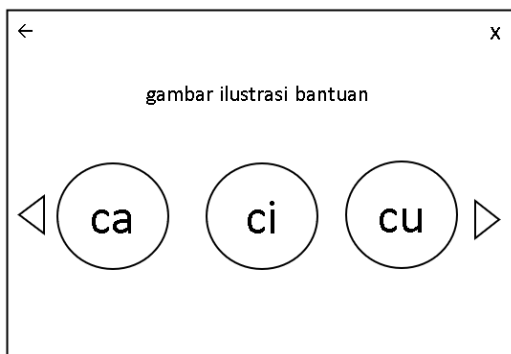 ← x
gambar ilustrasi bantuan
ca ci cu